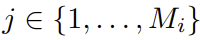 j ∈ {1, . . . , M_i}